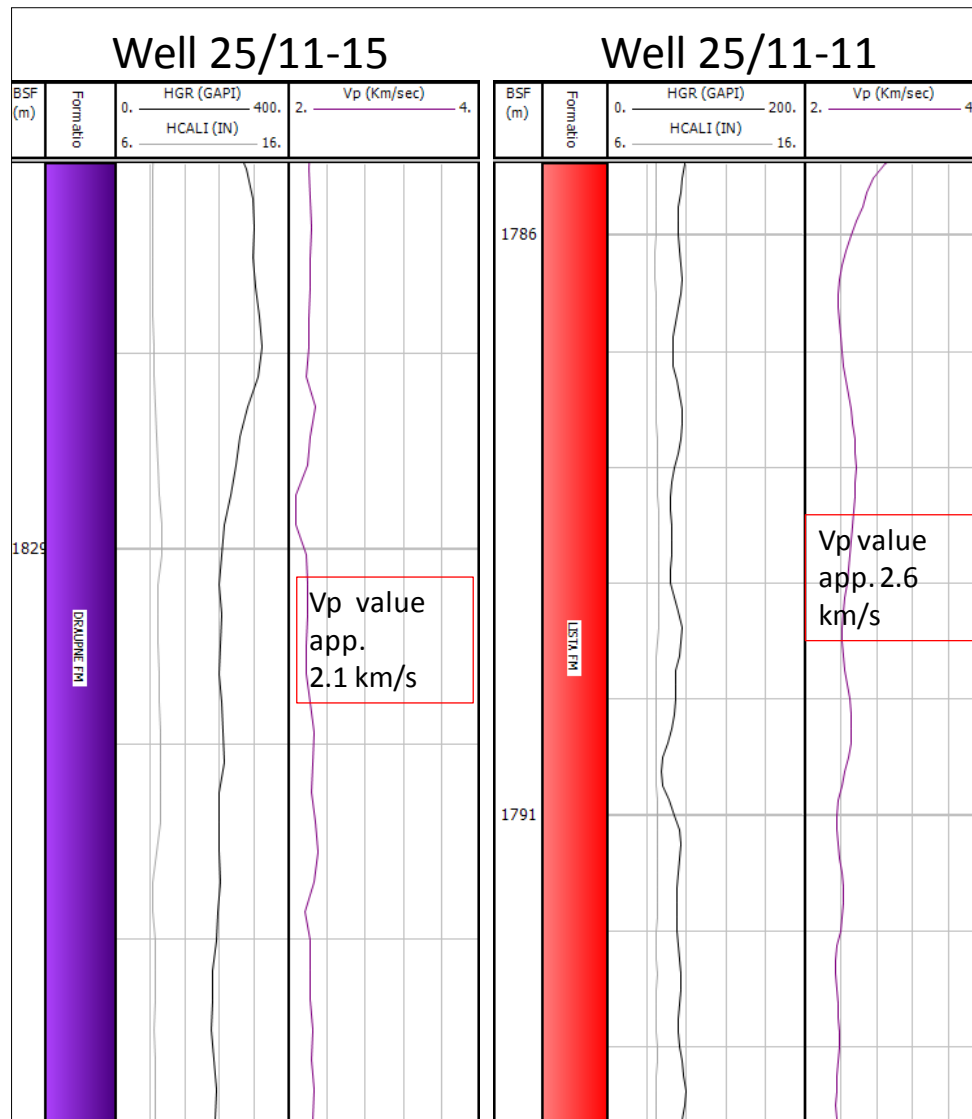 Well 25/11-15
Well 25/11-11
BSF
(m)
Formatio
HGR (GAPI)
0. 400.
HCALI (IN)
6. 16.
Vp (Km/sec)
2. 4.
BSF
(m)
Formatio
HGR (GAPI)
0. 200.
HCALI (IN)
6. 16.
Vp (Km/sec)
2. 4
1829
DRAUPNE FM
Vp value
app.
2.1 km/s
1786
LISTA FM
Vp value
app. 2.6
km/s
1791